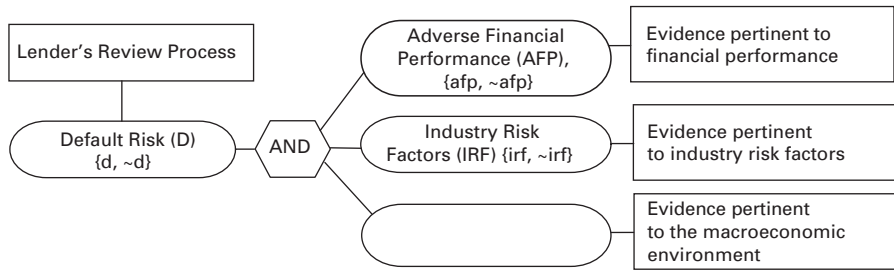 Lender's Review Process
Default Risk (D)
{d, ~d}
AND
Adverse Financial
Performance (AFP),
{afp, ~afp}
Industry Risk
Factors (IRF) {irf, ~irf}
Evidence pertinent to
financial performance
Evidence pertinent
to industry risk factors
Evidence pertinent
to the macroeconomic
environment